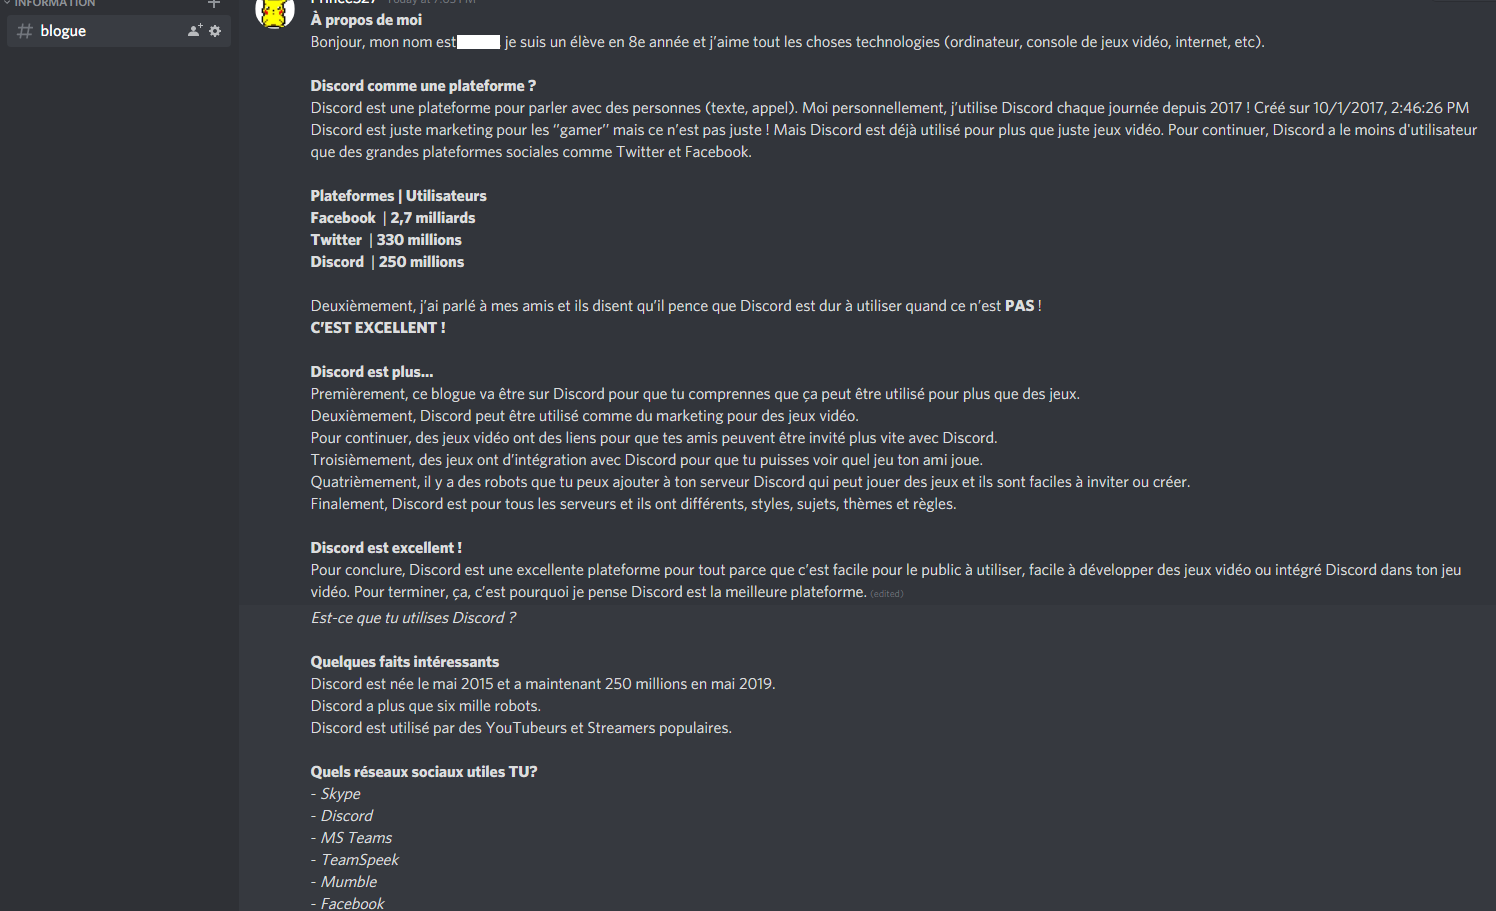 INFORMATION
# blogue
À propos de moi
Bonjour, mon nom est je suis un élève en 8e année et j’aime tout les choses technologies (ordinateur, console de jeux vidéo, internet, etc).
Discord comme une plateforme ?
Discord est une plateforme pour parler avec des personnes (texte, appel). Moi personnellement, j’utilise Discord chaque journée depuis 2017 ! Créé sur 10/1/2017, 2:46:26 PM
Discord est juste marketing pour les ‘’gamer’’ mais ce n’est pas juste ! Mais Discord est déjà utilisé pour plus que juste jeux vidéo. Pour continuer, Discord a le moins d'utilisateur
que des grandes plateformes sociales comme Twitter et Facebook.
Plateformes | Utilisateurs
Facebook | 2,7 milliards
Twitter | 330 millions
Discord | 250 millions
Deuxièmement, j’ai parlé à mes amis et ils disent qu’il pence que Discord est dur à utiliser quand ce n’est PAS !
C’EST EXCELLENT !
Discord est plus...
Premièrement, ce blogue va être sur Discord pour que tu comprennes que ça peut être utilisé pour plus que des jeux.
Deuxièmement, Discord peut être utilisé comme du marketing pour des jeux vidéo.
Pour continuer, des jeux vidéo ont des liens pour que tes amis peuvent être invité plus vite avec Discord.
Troisièmement, des jeux ont d’intégration avec Discord pour que tu puisses voir quel jeu ton ami joue.
Quatrièmement, il y a des robots que tu peux ajouter à ton serveur Discord qui peut jouer des jeux et ils sont faciles à inviter ou créer.
Finalement, Discord est pour tous les serveurs et ils ont différents, styles, sujets, thèmes et règles.
Discord est excellent !
Pour conclure, Discord est une excellente plateforme pour tout parce que c’est facile pour le public à utiliser, facile à développer des jeux vidéo ou intégré Discord dans ton jeu
vidéo. Pour terminer, ça, c’est pourquoi je pense Discord est la meilleure plateforme. (edited)
Est-ce que tu utilises Discord ?
Quelques faits intéressants
Discord est née le mai 2015 et a maintenant 250 millions en mai 2019.
Discord a plus que six mille robots.
Discord est utilisé par des YouTubeurs et Streamers populaires.
Quels réseaux sociaux utiles TU?
- Skype
- Discord
- MS Teams
- TeamSpeek
- Mumble
- Facebook